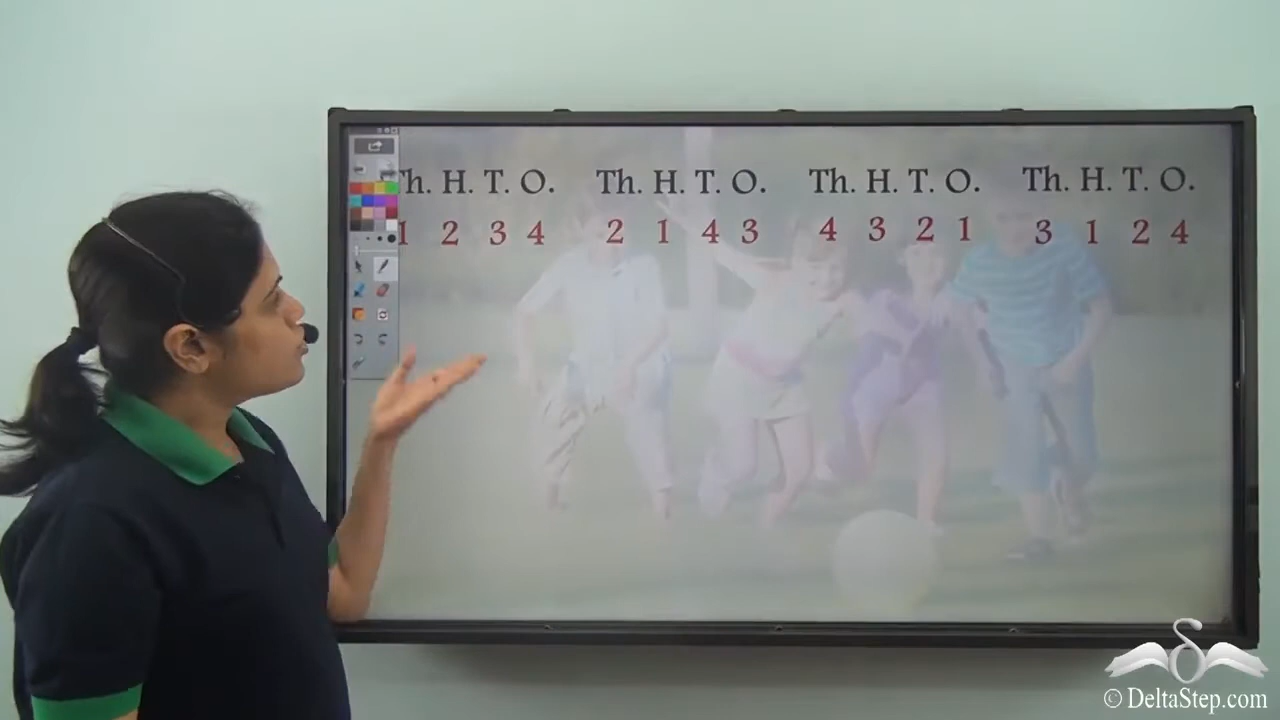 Th. H. T. O. Th. H. T. O. Th. H. T. O. Th. H. T. O.
1 2 3 4 2 1 4 3 4 3 2 1 3 1 2 4
© DeltaStep.com